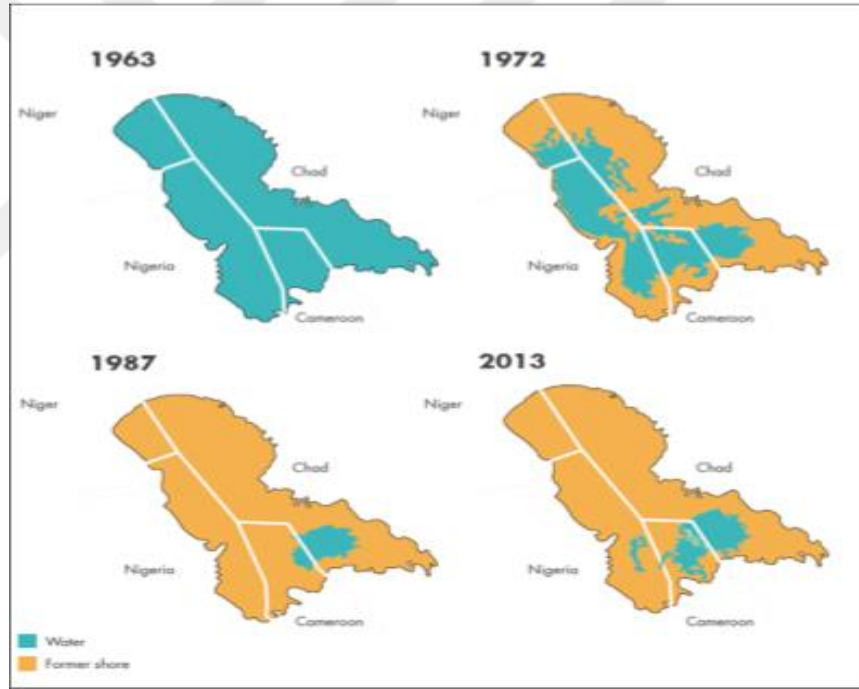 1963
Niger
Chad
Nigeria
Cameroon
1972
Niger
Chad
Nigeria
Cameroon
1987
Niger
Chad
Nigeria
Cameroon
2013
Niger
Chad
Nigeria
Cameroon
Water
Former shore